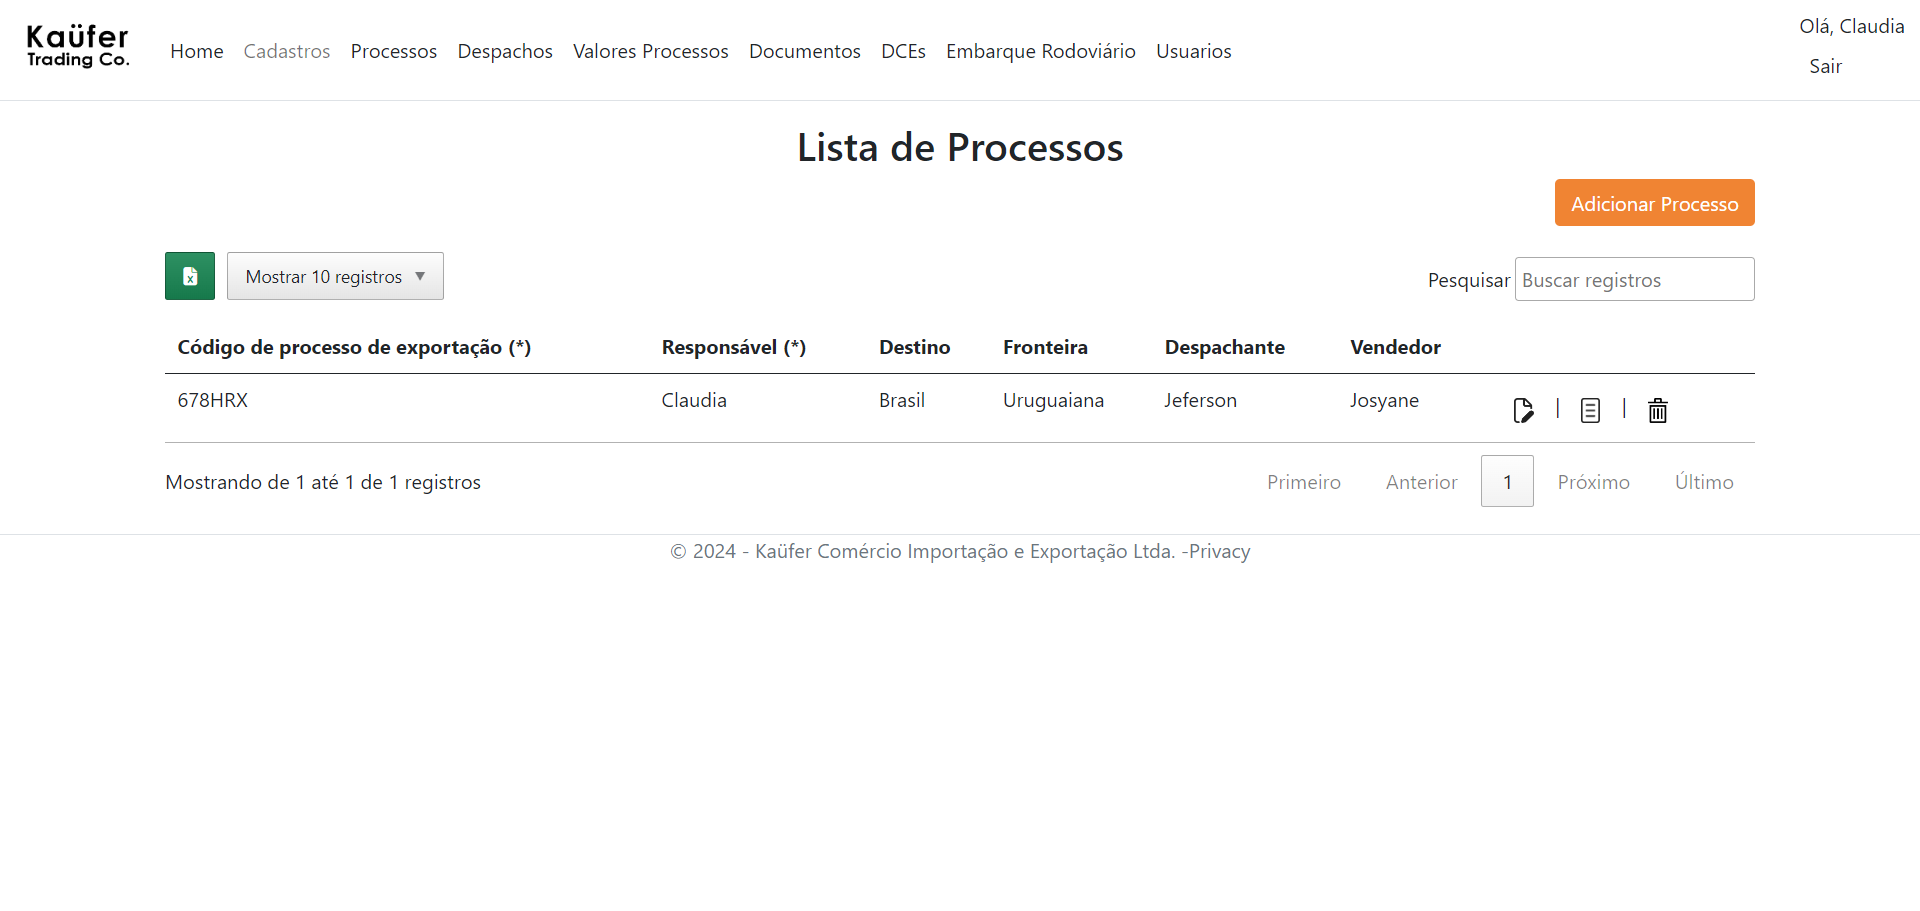 Kaüfer
Trading Co.
Home Cadastros Processos Despachos Valores Processos Documentos DCEs Embarque Rodoviário Usuarios
Olá, Claudia
Sair
Lista de Processos
Adicionar Processo
Mostrar 10 registros ▼
Pesquisar Buscar registros
Código de processo de exportação (*) Responsável (*) Destino Fronteira Despachante Vendedor
678HRX Claudia Brasil Uruguaiana Jeferson Josyane | |
Mostrando de 1 até 1 de 1 registros
Primeiro Anterior 1 Próximo Último
© 2024 - Kaüfer Comércio Importação e Exportação Ltda. -Privacy